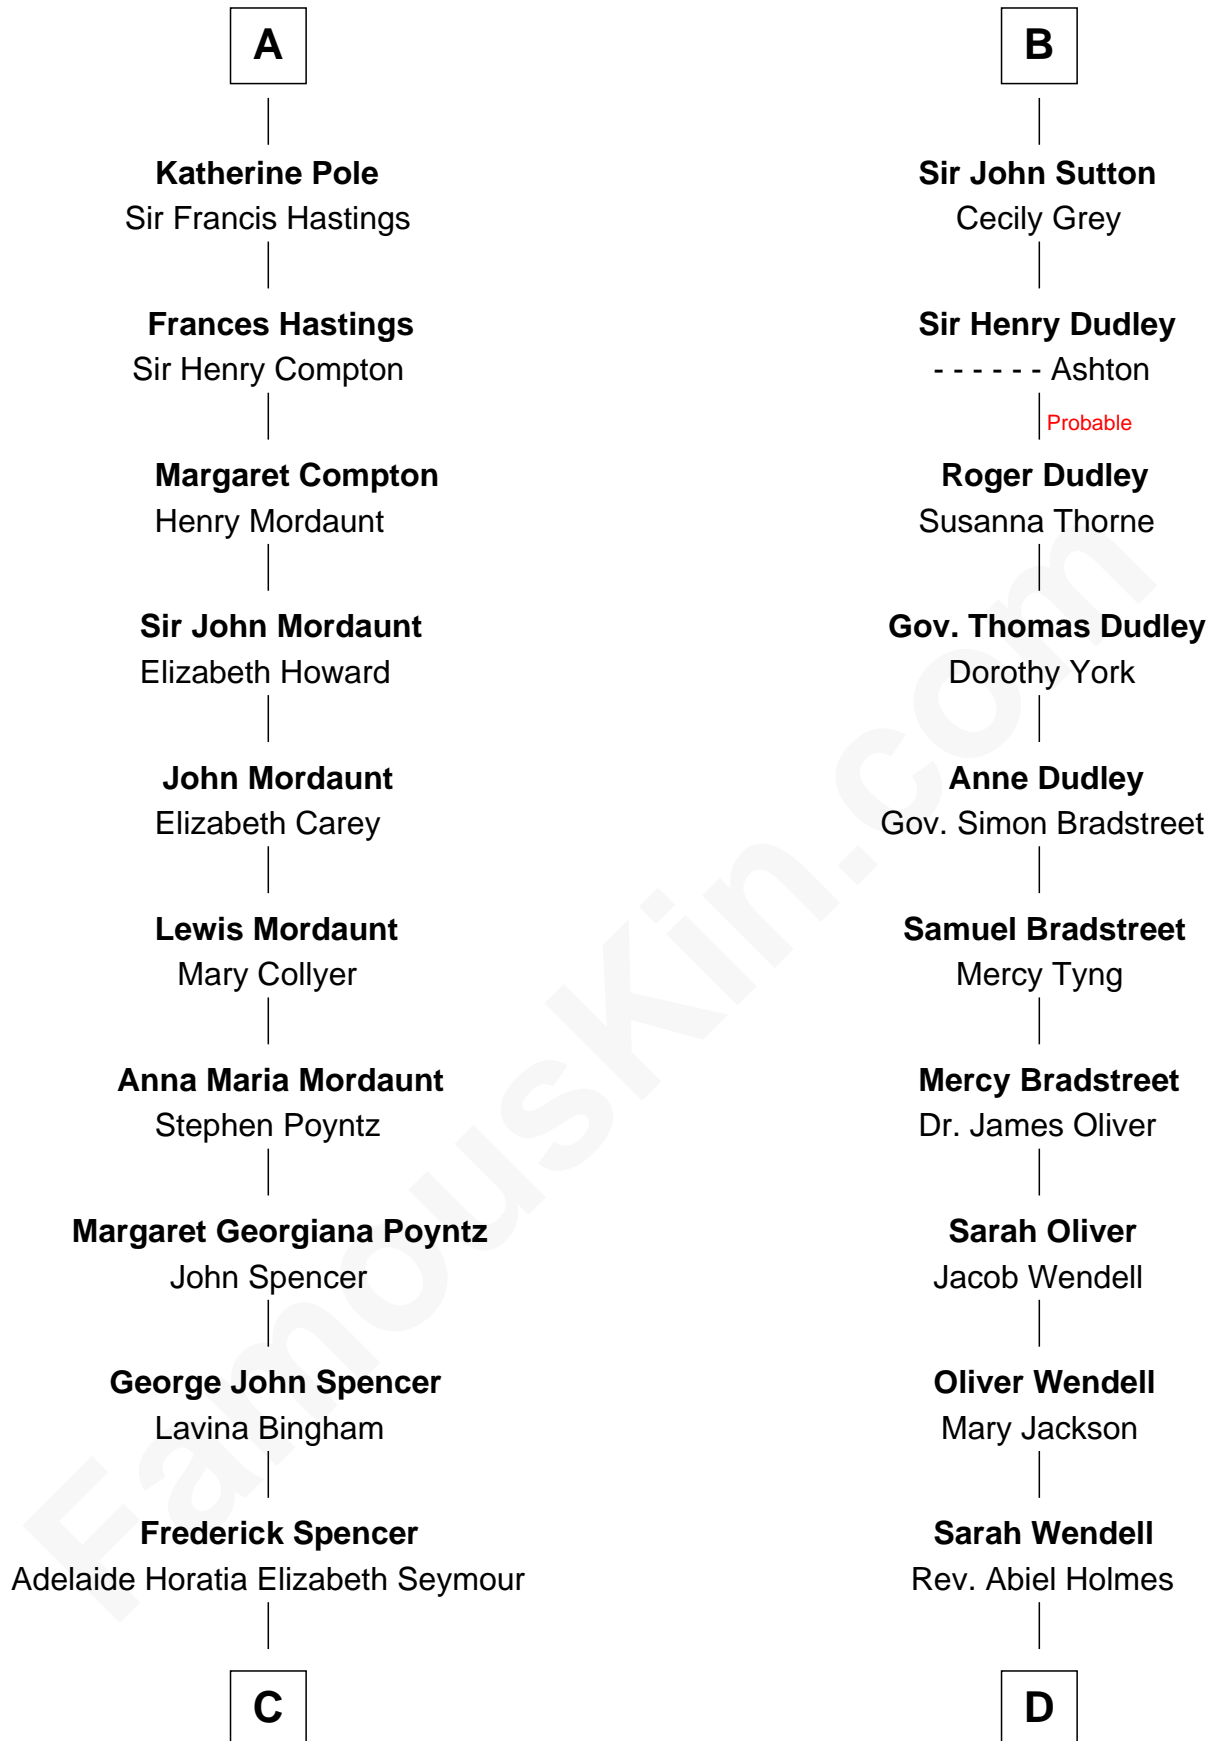 A
Katherine Pole
Sir Francis Hastings
Frances Hastings
Sir Henry Compton
Margaret Compton
Henry Mordaunt
Sir John Mordaunt
Elizabeth Howard
John Mordaunt
Elizabeth Carey
Lewis Mordaunt
Mary Collyer
Anna Maria Mordaunt
Stephen Poyntz
Margaret Georgiana Poyntz
John Spencer
George John Spencer
Lavina Bingham
Frederick Spencer
Adelaide Horatia Elizabeth Seymour
C
B
Sir John Sutton
Cecily Grey
Sir Henry Dudley
- - - - - - Ashton
Probable
Roger Dudley
Susanna Thorne
Gov. Thomas Dudley
Dorothy York
Anne Dudley
Gov. Simon Bradstreet
Samuel Bradstreet
Mercy Tyng
Mercy Bradstreet
Dr. James Oliver
Sarah Oliver
Jacob Wendell
Oliver Wendell
Mary Jackson
Sarah Wendell
Rev. Abiel Holmes
D
FamousKin.com